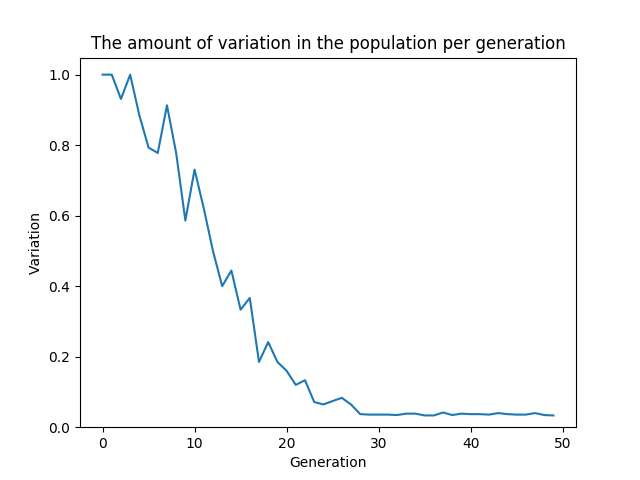 The amount of variation in the population per generation
1.0
0.8
0.6
0.4
0.2
0.0
Variation
0 10 20 30 40 50
Generation